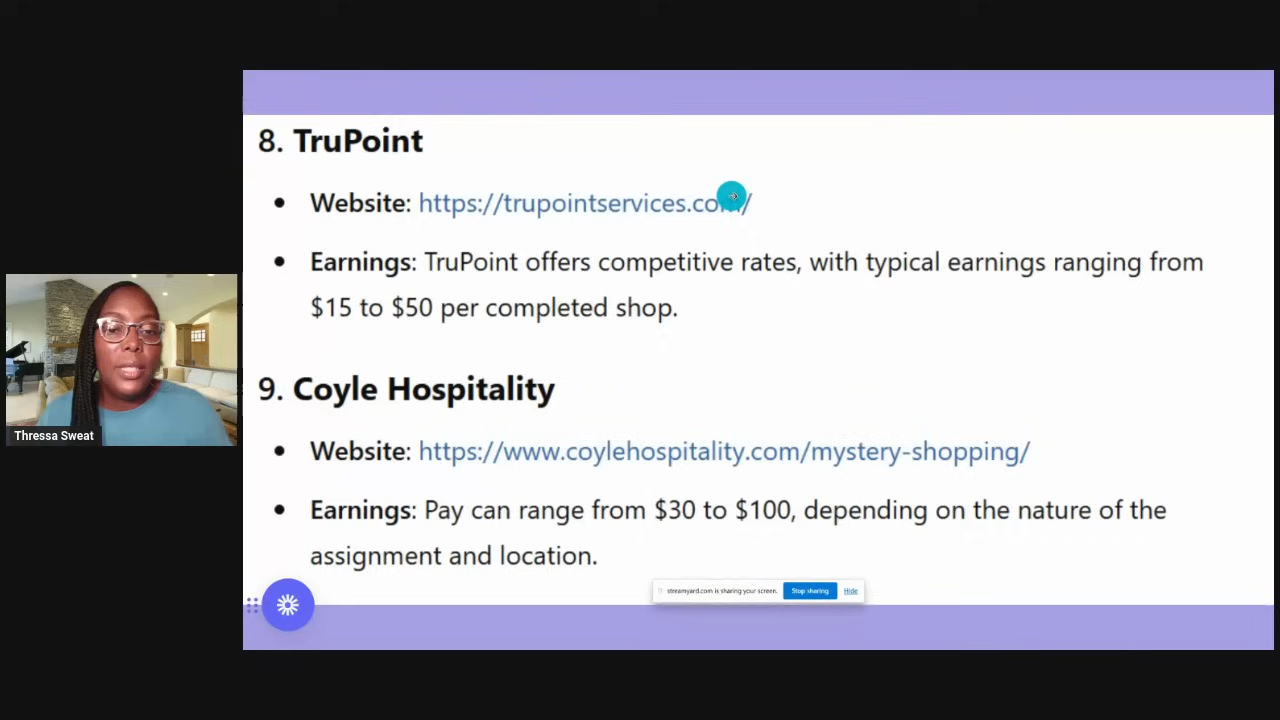 8. TruPoint
Website: https://trupointservices.com/
Earnings: TruPoint offers competitive rates, with typical earnings ranging from
$15 to $50 per completed shop.
9. Coyle Hospitality
Website: https://www.coylehospitality.com/mystery-shopping/
Earnings: Pay can range from $30 to $100, depending on the nature of the
assignment and location.
Thressa Sweat
streamyard.com is sharing your screen.
Stop sharing
Hide